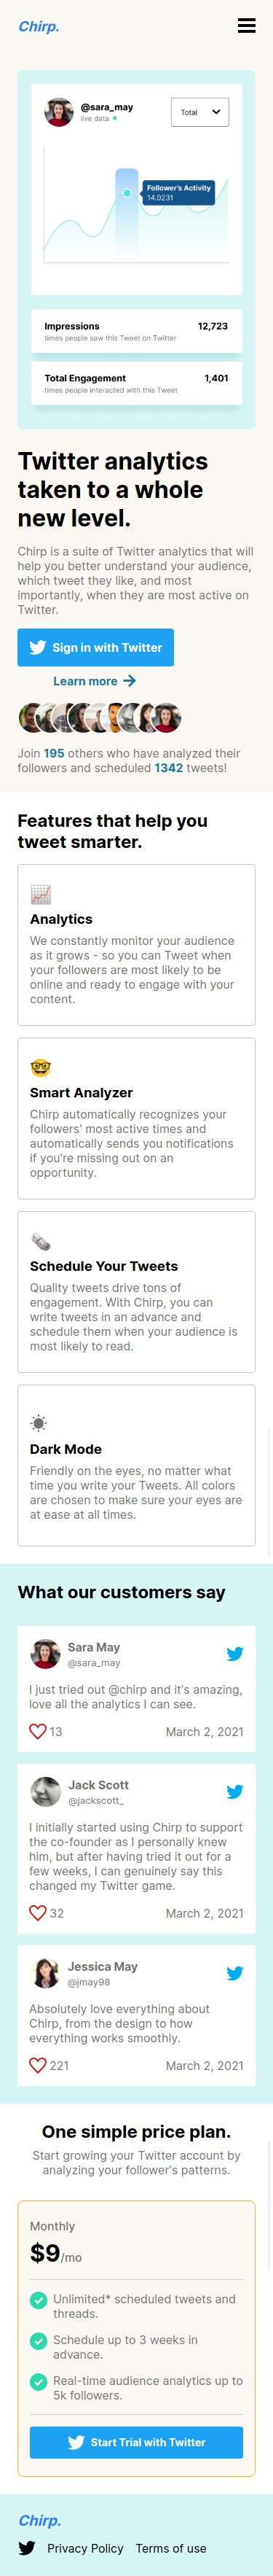 Chirp.
@sara_may
live data
Total
Follower's Activity
14.0231
Impressions
12,723
times people saw this Tweet on Twitter
Total Engagement
1,401
times people interacted with this Tweet
Twitter analytics
taken to a whole
new level.
Chirp is a suite of Twitter analytics that will
help you better understand your audience,
which tweet they like, and most
importantly, when they are most active on
Twitter.
Sign in with Twitter
Learn more
Join 195 others who have analyzed their
followers and scheduled 1342 tweets!
Features that help you
tweet smarter.
Analytics
We constantly monitor your audience
as it grows - so you can Tweet when
your followers are most likely to be
online and ready to engage with your
content.
Smart Analyzer
Chirp automatically recognizes your
followers' most active times and
automatically sends you notifications
if you're missing out on an
opportunity.
Schedule Your Tweets
Quality tweets drive tons of
engagement. With Chirp, you can
write tweets in an advance and
schedule them when your audience is
most likely to read.
Dark Mode
Friendly on the eyes, no matter what
time you write your Tweets. All colors
are chosen to make sure your eyes are
at ease at all times.
What our customers say
Sara May
@sara_may
I just tried out @chirp and it's amazing,
love all the analytics I can see.
13
March 2, 2021
Jack Scott
@jackscott_
I initially started using Chirp to support
the co-founder as I personally knew
him, but after having tried it out for a
few weeks, I can genuinely say this
changed my Twitter game.
32
March 2, 2021
Jessica May
@jmay98
Absolutely love everything about
Chirp, from the design to how
everything works smoothly.
221
March 2, 2021
One simple price plan.
Start growing your Twitter account by
analyzing your follower's patterns.
Monthly
$9/mo
Unlimited* scheduled tweets and
threads.
Schedule up to 3 weeks in
advance.
Real-time audience analytics up to
5k followers.
Start Trial with Twitter
Chirp.
Privacy Policy
Terms of use